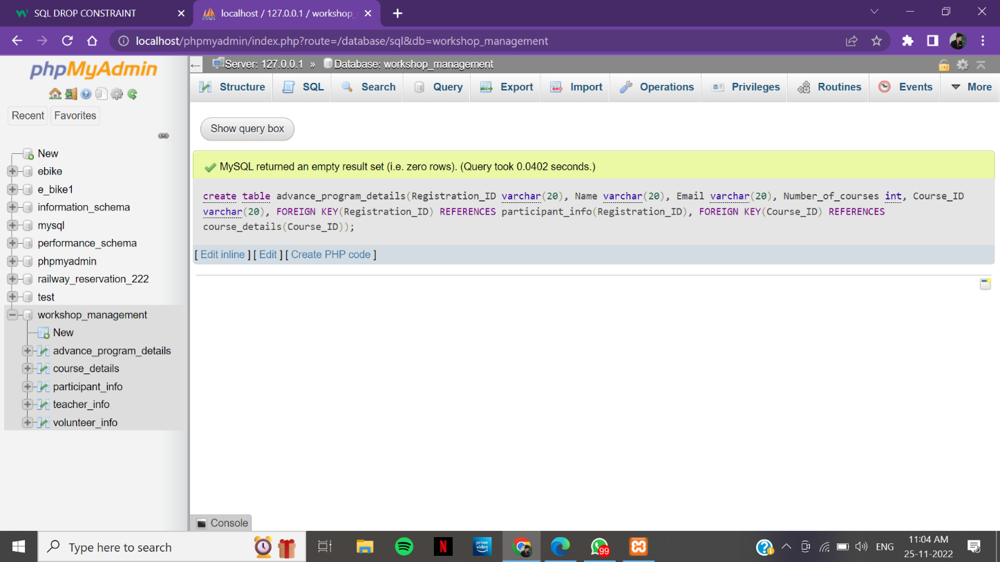 SQL DROP CONSTRAINT
localhost / 127.0.0.1 / workshop_
localhost/phpmyadmin/index.php?route=/database/sql&db=workshop_management
phpMyAdmin
Recent Favorites
New
ebike
e_bike1
information_schema
mysql
performance_schema
phpmyadmin
railway_reservation_222
test
workshop_management
New
advance_program_details
course_details
participant_info
teacher_info
volunteer_info
Server: 127.0.0.1 » Database: workshop_management
Structure SQL Search Query Export Import Operations Privileges Routines Events More
Show query box
MySQL returned an empty result set (i.e. zero rows). (Query took 0.0402 seconds.)
create table advance_program_details(Registration_ID varchar(20), Name varchar(20), Email varchar(20), Number_of_courses int, Course_ID
varchar(20), FOREIGN KEY(Registration_ID) REFERENCES participant_info(Registration_ID), FOREIGN KEY(Course_ID) REFERENCES
course_details(Course_ID));
[ Edit inline ] [ Edit ] [ Create PHP code ]
Console
Type here to search
N
prime video
99
ENG
11:04 AM
25-11-2022